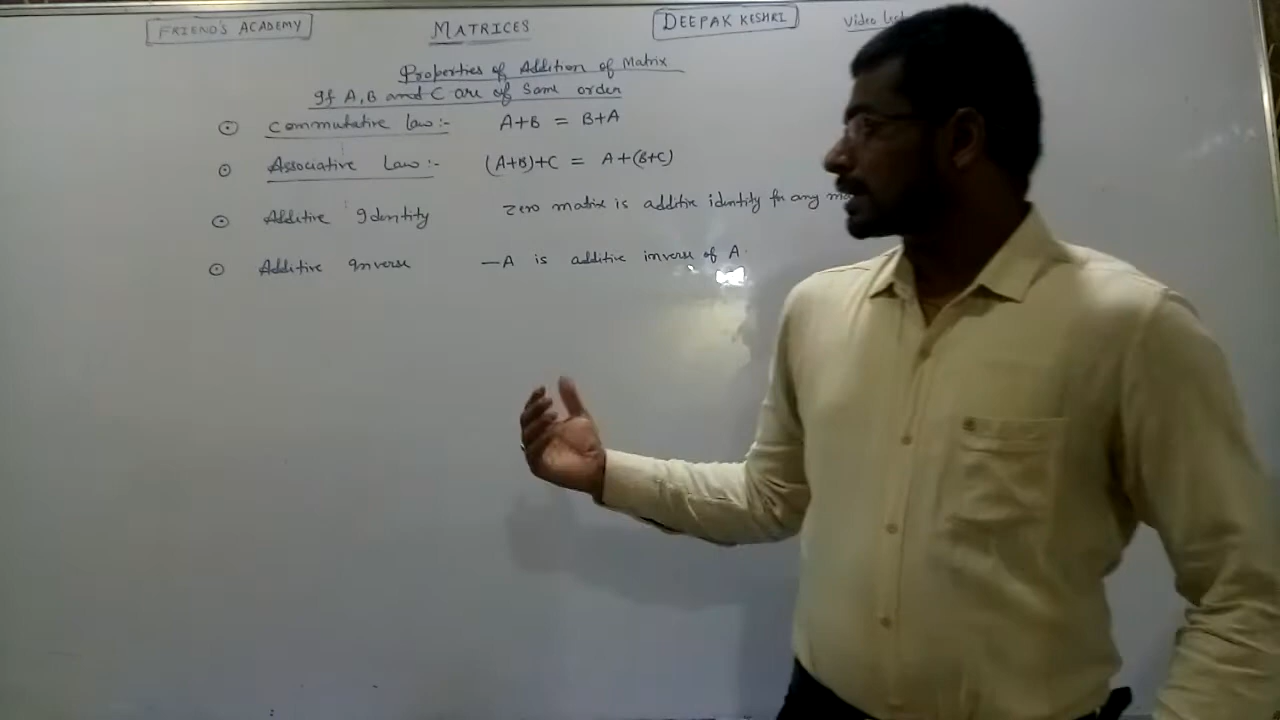 FRIEND'S ACADEMY MATRICES DEEPAK KESHRI Video
Properties of Addition of Matrix
If A, B and C are of Same order
Commutative law:- A+B = B+A
Associative Law:- (A+B)+C = A+(B+C)
Additive Identity Zero matrix is additive identity for any
Additive Inverse -A is additive inverse of A.